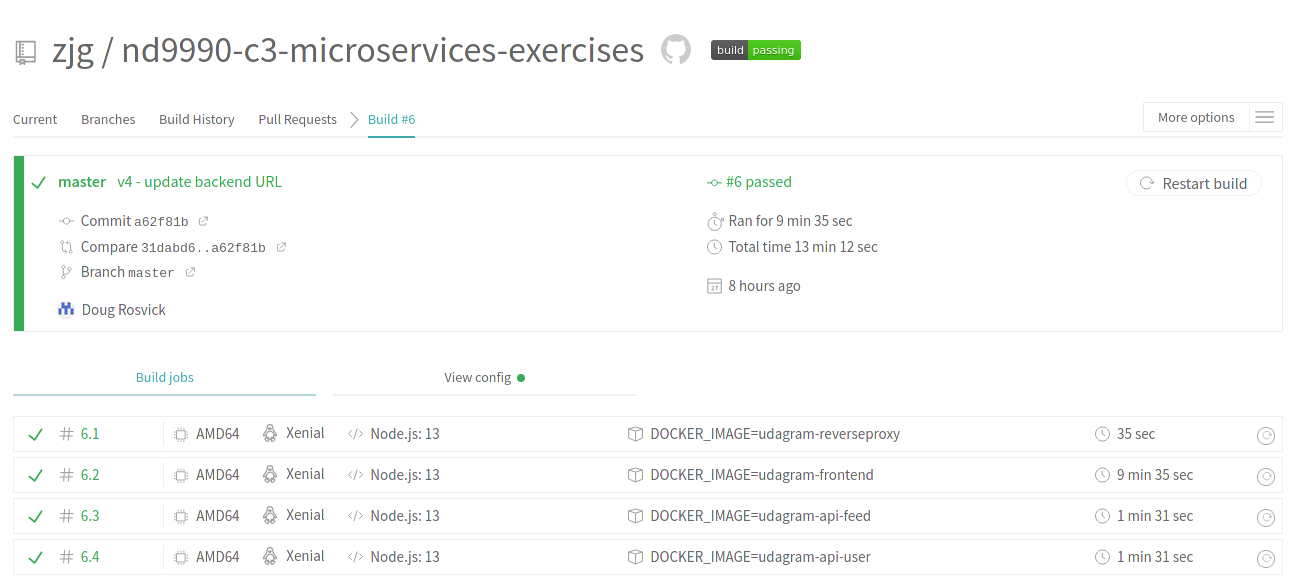 zjg / nd9990-c3-microservices-exercises build passing
Current Branches Build History Pull Requests Build #6 More options
master v4 - update backend URL #6 passed Restart build
Commit a62f81b Ran for 9 min 35 sec
Compare 31dabd6..a62f81b Total time 13 min 12 sec
Branch master
27 8 hours ago
Doug Rosvick
Build jobs View config
# 6.1 AMD64 Xenial </> Node.js: 13 DOCKER_IMAGE=udagram-reverseproxy 35 sec
# 6.2 AMD64 Xenial </> Node.js: 13 DOCKER_IMAGE=udagram-frontend 9 min 35 sec
# 6.3 AMD64 Xenial </> Node.js: 13 DOCKER_IMAGE=udagram-api-feed 1 min 31 sec
# 6.4 AMD64 Xenial </> Node.js: 13 DOCKER_IMAGE=udagram-api-user 1 min 31 sec